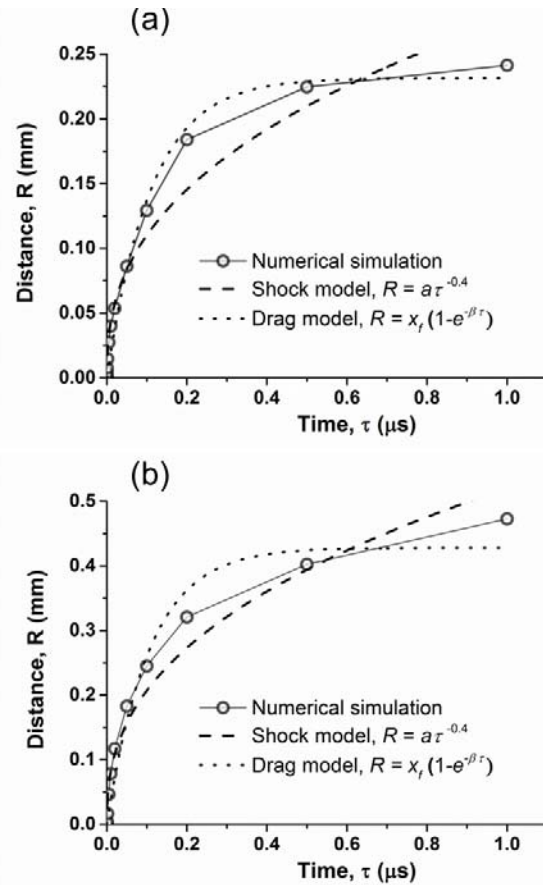 (a)
0.25
0.20
0.15
0.10
0.05
0.00
Distance, R (mm)
Numerical simulation
Shock model, R = aτ^-0.4
Drag model, R = x_f (1-e^-βτ)
0.0 0.2 0.4 0.6 0.8 1.0
Time, τ (μs)
(b)
0.5
0.4
0.3
0.2
0.1
0.0
Distance, R (mm)
Numerical simulation
Shock model, R = aτ^-0.4
Drag model, R = x_f (1-e^-βτ)
0.0 0.2 0.4 0.6 0.8 1.0
Time, τ (μs)